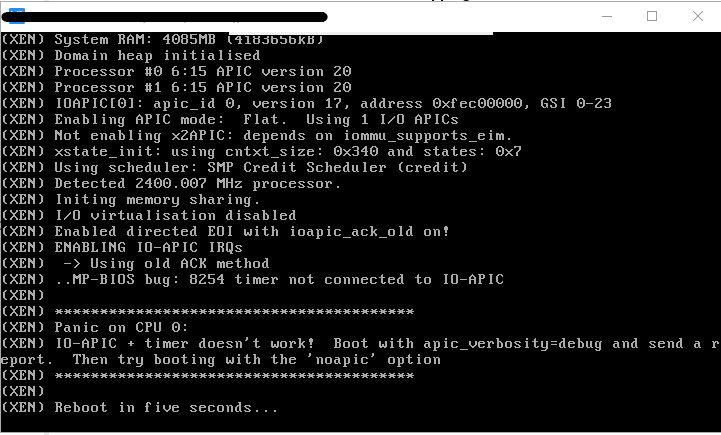 (XEN) System RAM: 4085MB (4183656kB)
(XEN) Domain heap initialised
(XEN) Processor #0 6:15 APIC version 20
(XEN) Processor #1 6:15 APIC version 20
(XEN) IOAPIC[0]: apic_id 0, version 17, address 0xfec00000, GSI 0-23
(XEN) Enabling APIC mode:  Flat.  Using 1 I/O APICs
(XEN) Not enabling x2APIC: depends on iommu_supports_eim.
(XEN) xstate_init: using cntxt_size: 0x340 and states: 0x7
(XEN) Using scheduler: SMP Credit Scheduler (credit)
(XEN) Detected 2400.007 MHz processor.
(XEN) Initing memory sharing.
(XEN) I/O virtualisation disabled
(XEN) Enabled directed EOI with ioapic_ack_old on!
(XEN) ENABLING IO-APIC IRQs
(XEN)  -> Using old ACK method
(XEN) ..MP-BIOS bug: 8254 timer not connected to IO-APIC
(XEN)
(XEN) ****************************************
(XEN) Panic on CPU 0:
(XEN) IO-APIC + timer doesn't work!  Boot with apic_verbosity=debug and send a r
eport.  Then try booting with the 'noapic' option
(XEN) ****************************************
(XEN)
(XEN) Reboot in five seconds...